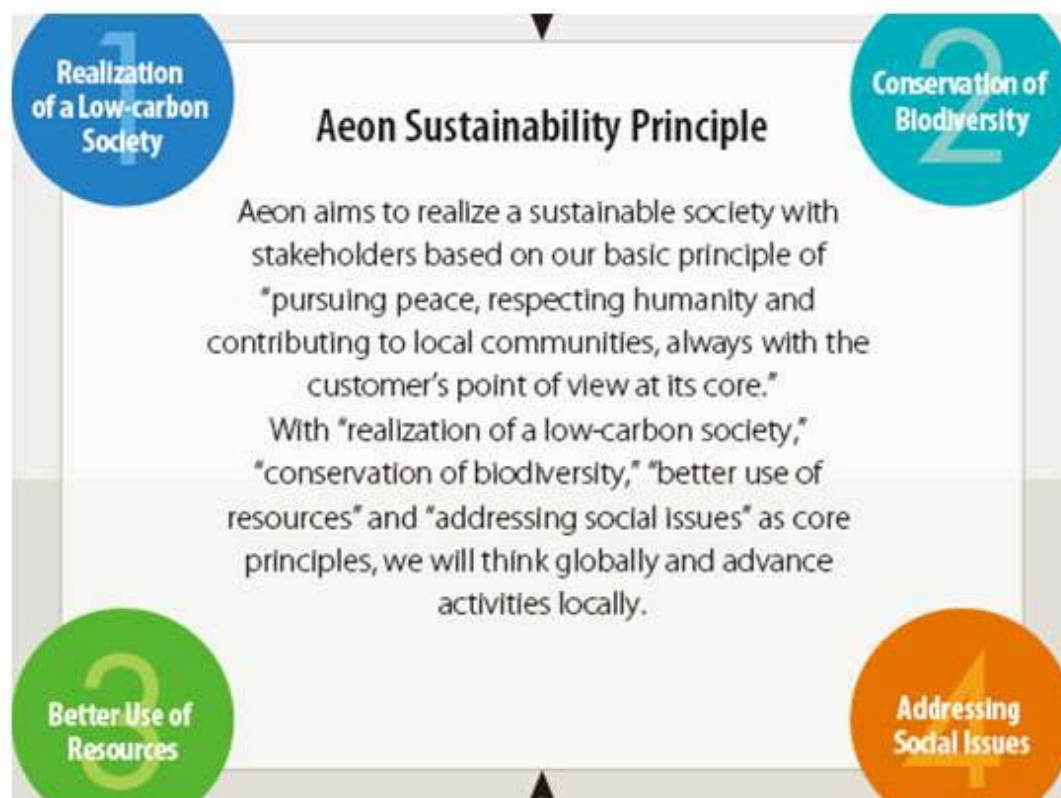 1
Realization
of a Low-carbon
Society
2
Conservation of
Biodiversity
Aeon Sustainability Principle
Aeon aims to realize a sustainable society with
stakeholders based on our basic principle of
“pursuing peace, respecting humanity and
contributing to local communities, always with the
customer’s point of view at its core.”
With “realization of a low-carbon society,”
“conservation of biodiversity,” “better use of
resources” and “addressing social issues” as core
principles, we will think globally and advance
activities locally.
3
Better Use of
Resources
4
Addressing
Social Issues